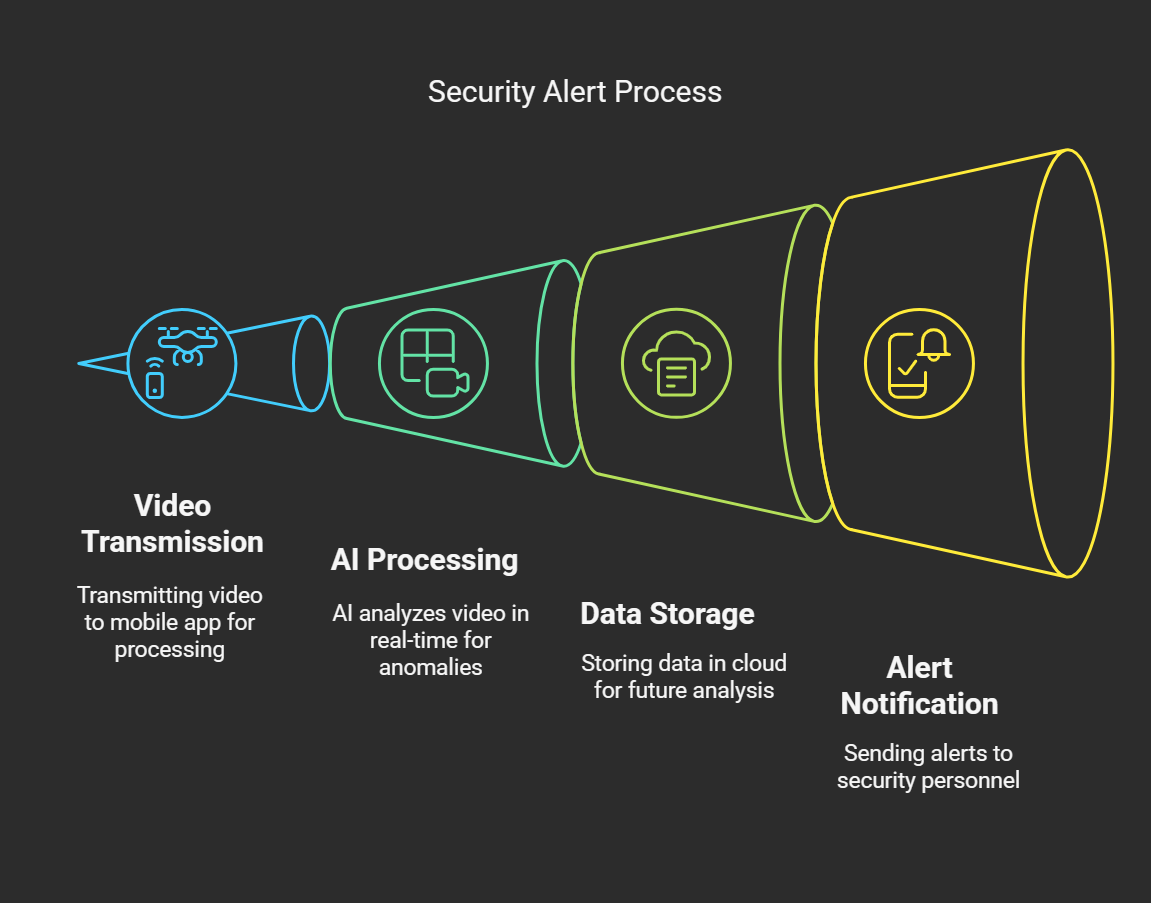 Security Alert Process
Video
Transmission
Transmitting video
to mobile app for
processing
AI Processing
AI analyzes video in
real-time for
anomalies
Data Storage
Storing data in cloud
for future analysis
Alert
Notification
Sending alerts to
security personnel